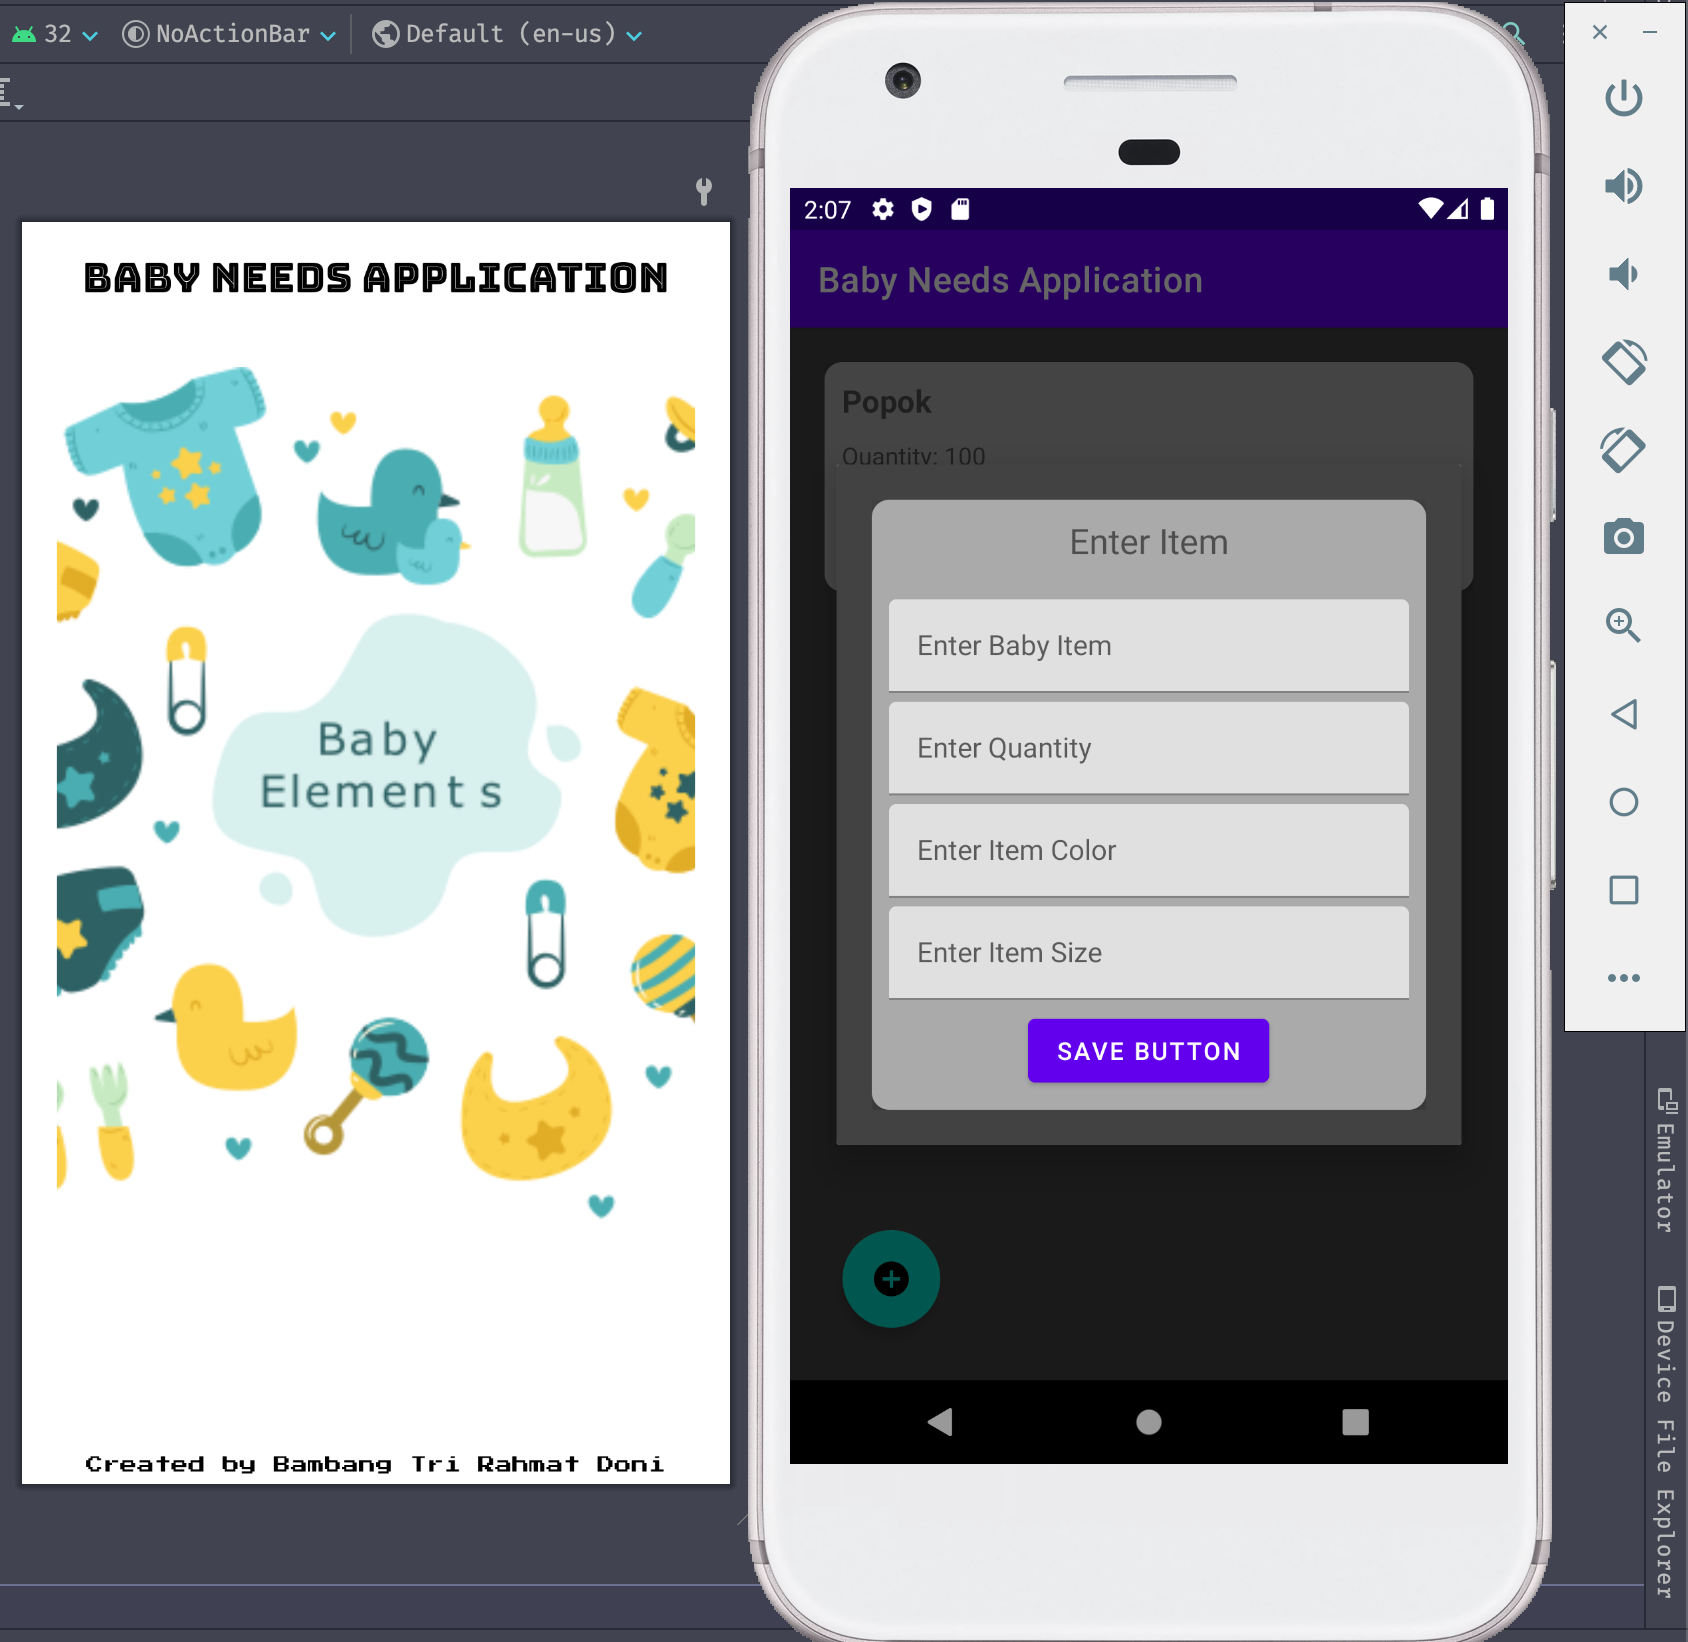 32 NoActionBar Default (en-us)
BABY NEEDS APPLICATION
Baby
Elements
Created by Bambang Tri Rahmat Doni
2:07
Baby Needs Application
Popok
Quantity: 100
Enter Item
Enter Baby Item
Enter Quantity
Enter Item Color
Enter Item Size
SAVE BUTTON
Emulator
Device File Explorer